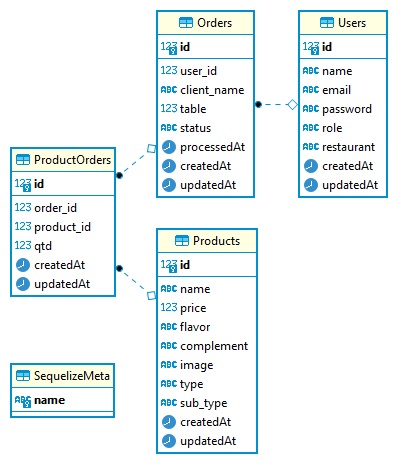 Orders
123 id
123 user_id
ABC client_name
123 table
ABC status
processedAt
createdAt
updatedAt
Users
123 id
ABC name
ABC email
ABC password
ABC role
ABC restaurant
createdAt
updatedAt
ProductOrders
123 id
123 order_id
123 product_id
123 qtd
createdAt
updatedAt
Products
123 id
ABC name
123 price
ABC flavor
ABC complement
ABC image
ABC type
ABC sub_type
createdAt
updatedAt
SequelizeMeta
ABC name